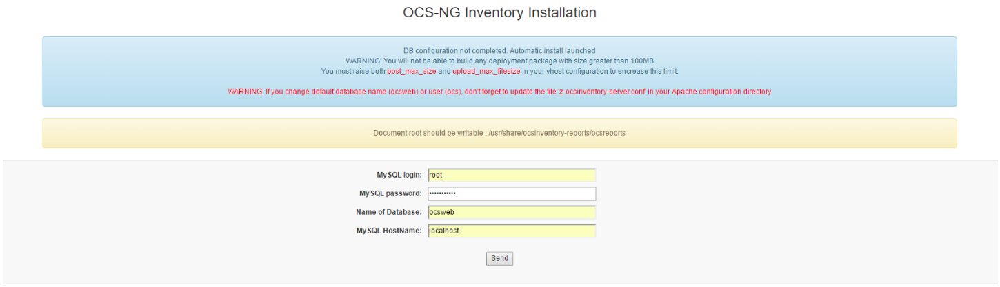 OCS-NG Inventory Installation
DB configuration not completed. Automatic install launched
WARNING: You will not be able to build any deployment package with size greater than 100MB
You must raise both post_max_size and upload_max_filesize in your vhost configuration to encrease this limit.
WARNING: If you change default database name (ocsweb) or user (ocs), don't forget to update the file 'z-ocsinventory-server.conf' in your Apache configuration directory
Document root should be writable : /usr/share/ocsinventory-reports/ocsreports
MySQL login: root
MySQL password: •••••••••••
Name of Database: ocsweb
MySQL HostName: localhost
Send